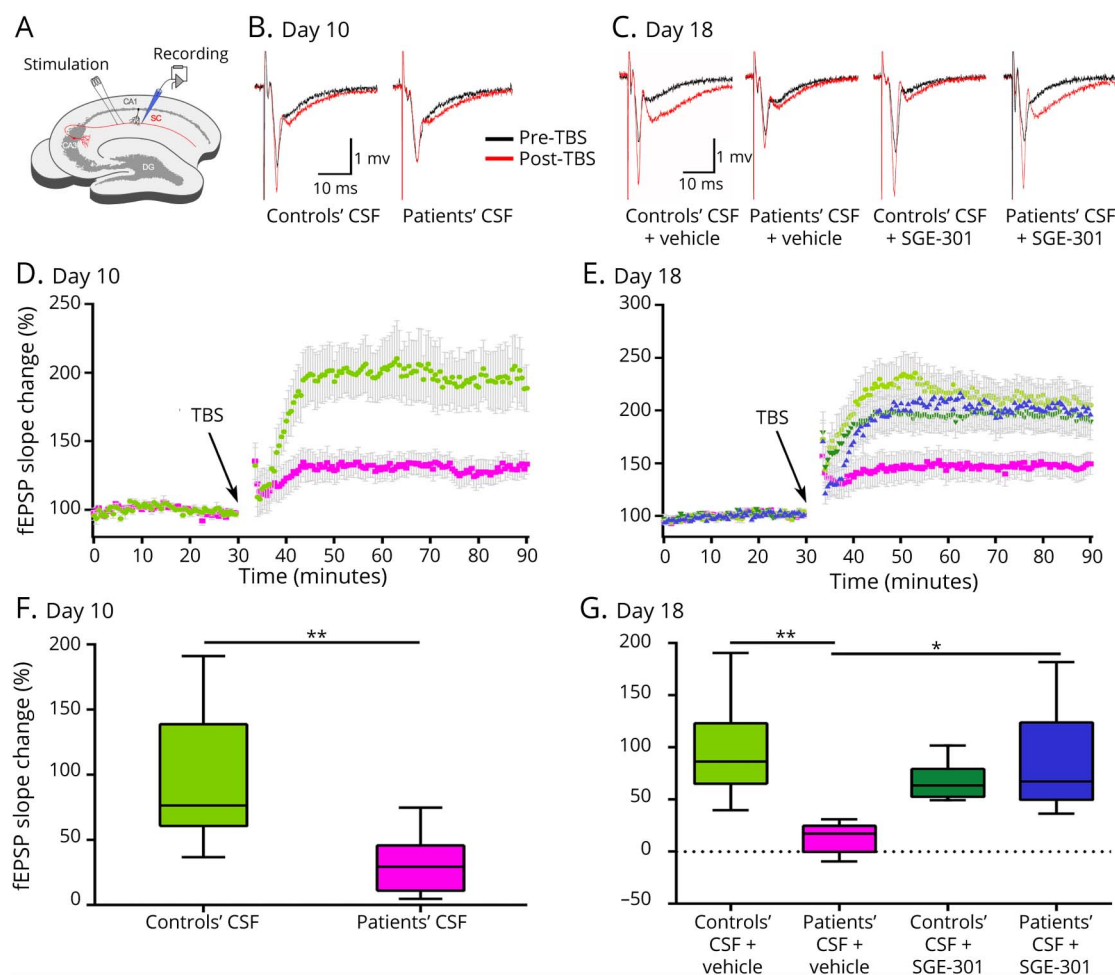 A
Stimulation
Recording
CA1
SC
CA3
DG
B. Day 10
Pre-TBS
Post-TBS
1 mv
10 ms
Controls’ CSF
Patients’ CSF
C. Day 18
1 mv
10 ms
Controls’ CSF
+ vehicle
Patients’ CSF
+ vehicle
Controls’ CSF
+ SGE-301
Patients’ CSF
+ SGE-301
D. Day 10
fEPSP slope change (%)
250
200
150
100
TBS
0 10 20 30 40 50 60 70 80 90
Time (minutes)
E. Day 18
300
250
200
150
100
TBS
0 10 20 30 40 50 60 70 80 90
Time (minutes)
F. Day 10
fEPSP slope change (%)
200
150
100
50
0
**
Controls’ CSF
Patients’ CSF
G. Day 18
200
150
100
50
0
−50
**
*
Controls’
CSF +
vehicle
Patients’
CSF +
vehicle
Controls’
CSF +
SGE-301
Patients’
CSF +
SGE-301